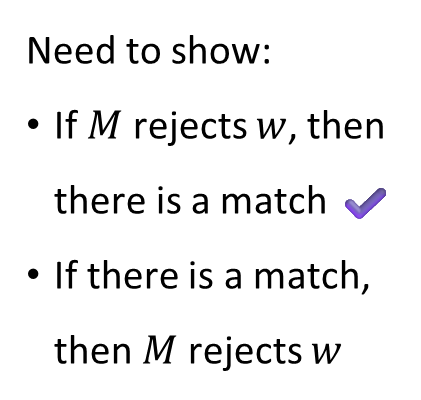 Need to show:
• If M rejects w, then
there is a match ✔
• If there is a match,
then M rejects w